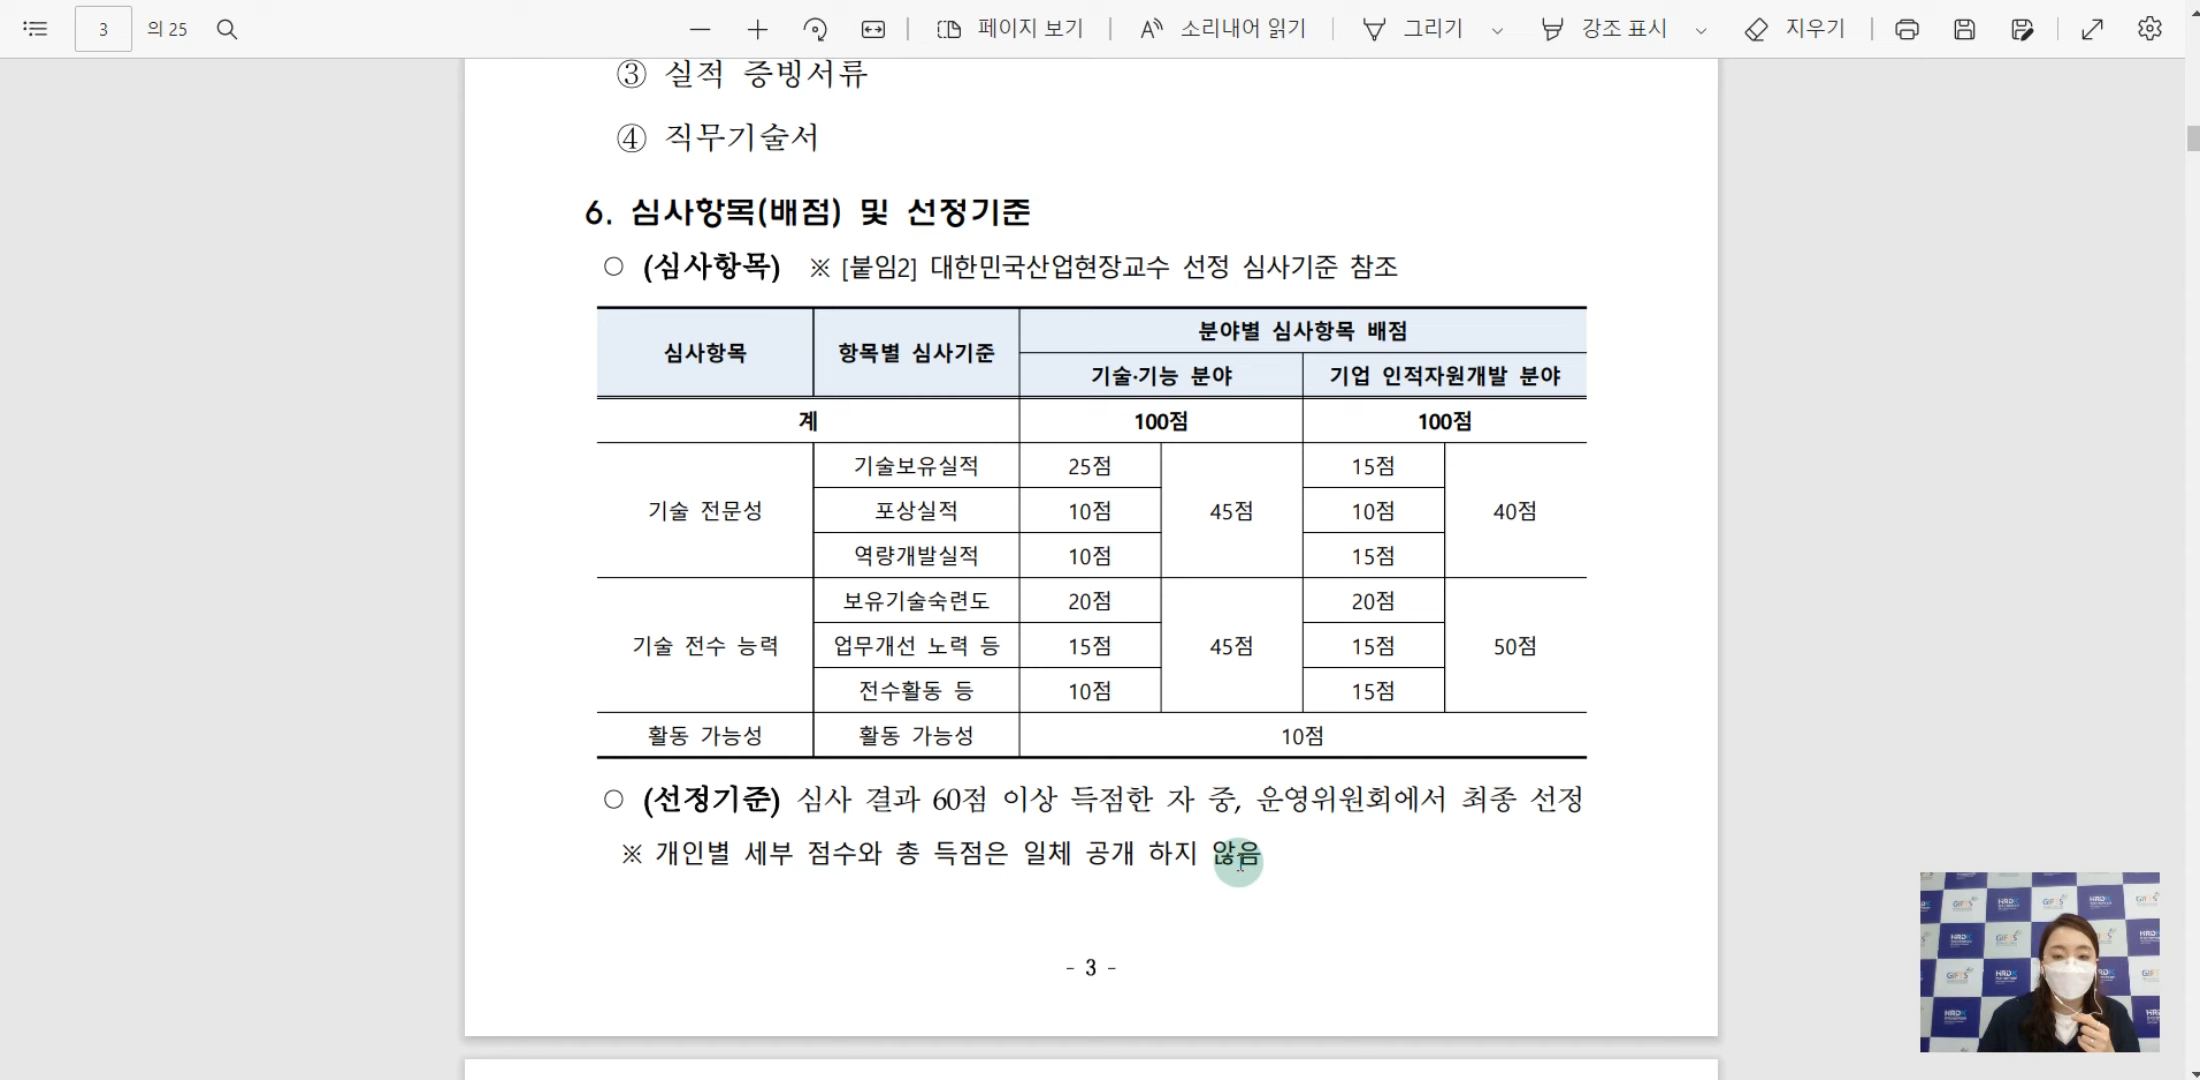 3 의 25 페이지 보기 소리내어 읽기 그리기 강조 표시 지우기
③ 실적 증빙서류
④ 직무기술서
6. 심사항목(배점) 및 선정기준
○ (심사항목) ※ [붙임2] 대한민국산업현장교수 선정 심사기준 참조
심사항목 항목별 심사기준 분야별 심사항목 배점
기술·기능 분야 기업 인적자원개발 분야
계 100점 100점
기술보유실적 25점 15점
기술 전문성 포상실적 10점 45점 10점 40점
역량개발실적 10점 15점
보유기술숙련도 20점 20점
기술 전수 능력 업무개선 노력 등 15점 45점 15점 50점
전수활동 등 10점 15점
활동 가능성 활동 가능성 10점
○ (선정기준) 심사 결과 60점 이상 득점한 자 중, 운영위원회에서 최종 선정
※ 개인별 세부 점수와 총 득점은 일체 공개 하지 않음
- 3 -